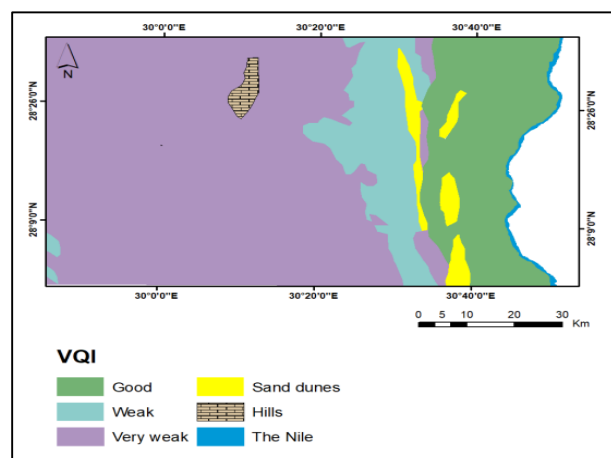 30°0'0"E 30°20'0"E 30°40'0"E
N
28°26'0"N 28°26'0"N
28°9'0"N 28°9'0"N
30°0'0"E 30°20'0"E 30°40'0"E
0 5 10 20 30
Km
VQI
Good Sand dunes
Weak Hills
Very weak The Nile